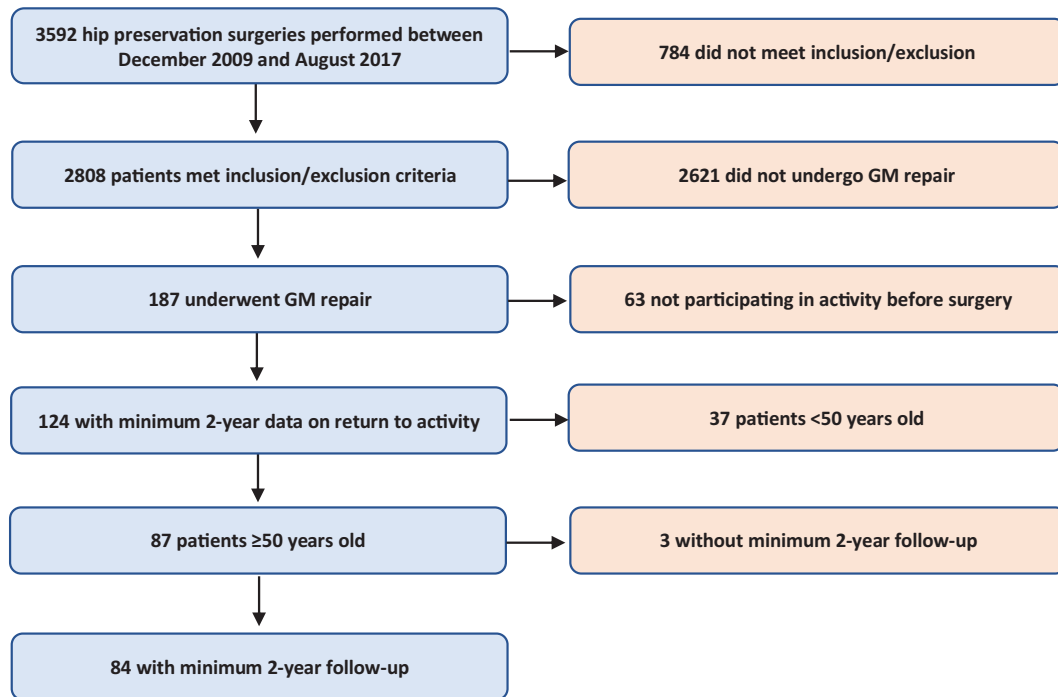 3592 hip preservation surgeries performed between
December 2009 and August 2017
784 did not meet inclusion/exclusion
2808 patients met inclusion/exclusion criteria
2621 did not undergo GM repair
187 underwent GM repair
63 not participating in activity before surgery
124 with minimum 2-year data on return to activity
37 patients <50 years old
87 patients ≥50 years old
3 without minimum 2-year follow-up
84 with minimum 2-year follow-up